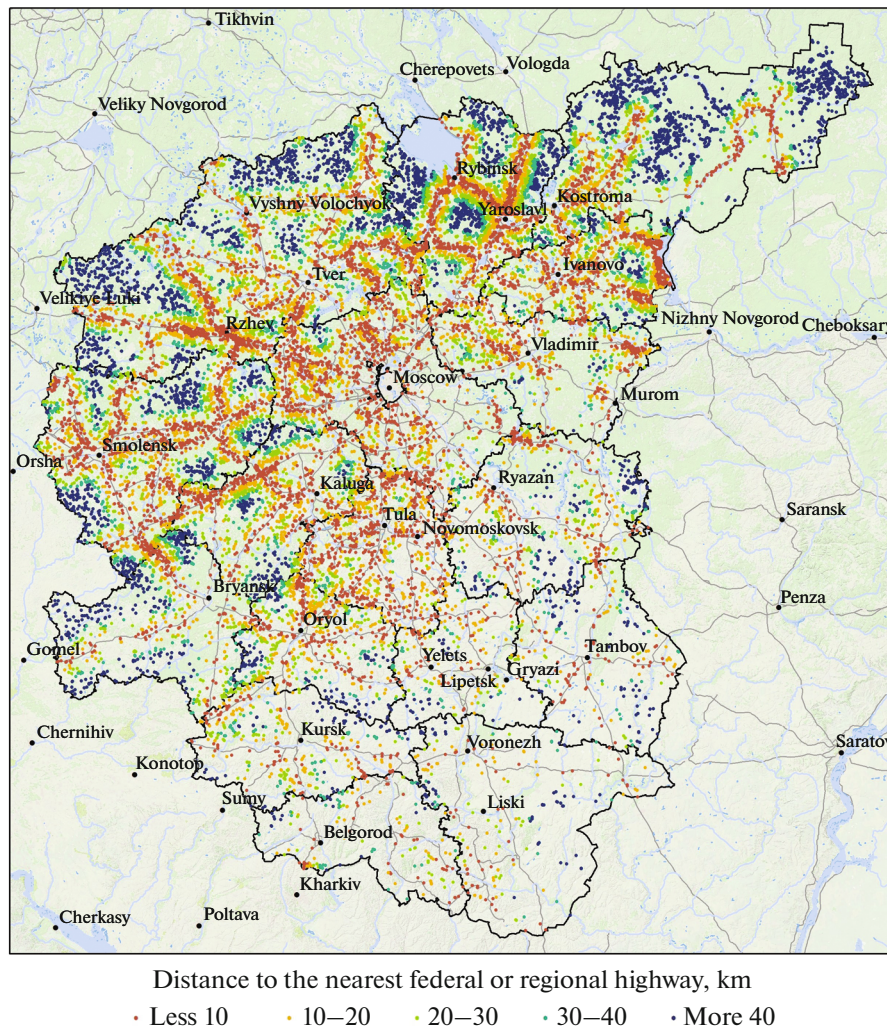 Tikhvin
Cherepovets
Vologda
Veliky Novgorod
Rybinsk
Vyshny Volochyok
Yaroslavl
Kostroma
Tver
Ivanovo
Velikiye Luki
Rzhev
Nizhny Novgorod
Cheboksary
Vladimir
Moscow
Murom
Smolensk
Orsha
Kaluga
Ryazan
Saransk
Tula
Novomoskovsk
Bryansk
Penza
Oryol
Gomel
Yelets
Tambov
Lipetsk
Gryazi
Chernihiv
Kursk
Voronezh
Saratov
Konotop
Sumy
Liski
Belgorod
Kharkiv
Cherkasy
Poltava
Distance to the nearest federal or regional highway, km
Less 10 10–20 20–30 30–40 More 40